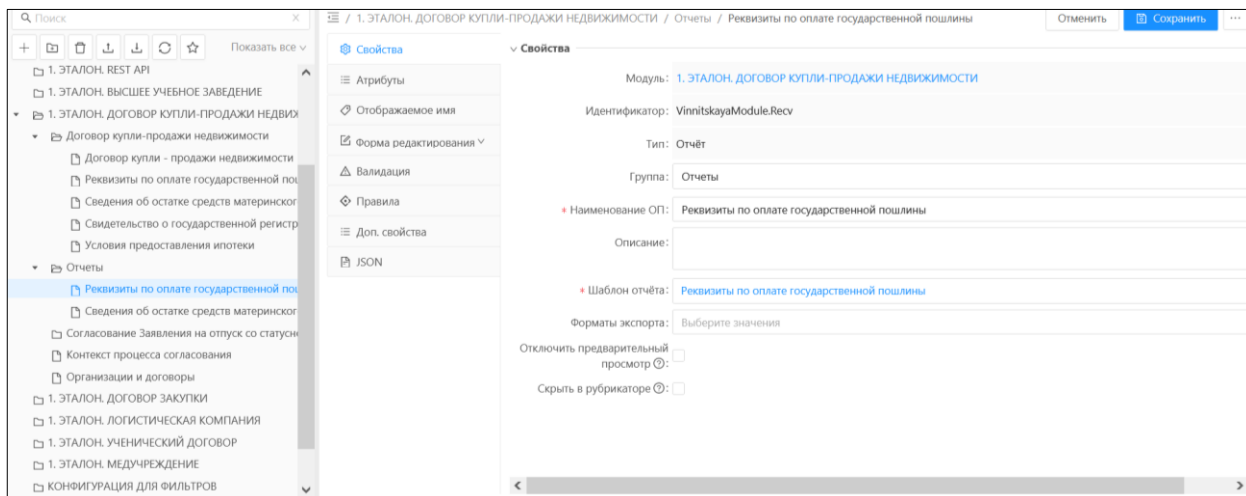 Поиск
/ 1. ЭТАЛОН. ДОГОВОР КУПЛИ-ПРОДАЖИ НЕДВИЖИМОСТИ / Отчеты / Реквизиты по оплате государственной пошлины
Отменить
Сохранить
Показать все
1. ЭТАЛОН. REST API
1. ЭТАЛОН. ВЫСШЕЕ УЧЕБНОЕ ЗАВЕДЕНИЕ
1. ЭТАЛОН. ДОГОВОР КУПЛИ-ПРОДАЖИ НЕДВИЖ
Договор купли-продажи недвижимости
Договор купли - продажи недвижимости
Реквизиты по оплате государственной пош
Сведения об остатке средств материнског
Свидетельство о государственной регистр
Условия предоставления ипотеки
Отчеты
Реквизиты по оплате государственной пош
Сведения об остатке средств материнског
Согласование Заявления на отпуск со статусн
Контекст процесса согласования
Организации и договоры
1. ЭТАЛОН. ДОГОВОР ЗАКУПКИ
1. ЭТАЛОН. ЛОГИСТИЧЕСКАЯ КОМПАНИЯ
1. ЭТАЛОН. УЧЕНИЧЕСКИЙ ДОГОВОР
1. ЭТАЛОН. МЕДУЧРЕЖДЕНИЕ
КОНФИГУРАЦИЯ ДЛЯ ФИЛЬТРОВ
Свойства
Атрибуты
Отображаемое имя
Форма редактирования
Валидация
Правила
Доп. свойства
JSON
Свойства
Модуль: 1. ЭТАЛОН. ДОГОВОР КУПЛИ-ПРОДАЖИ НЕДВИЖИМОСТИ
Идентификатор: VinnitskayaModule.Recv
Тип: Отчёт
Группа: Отчеты
* Наименование ОП: Реквизиты по оплате государственной пошлины
Описание:
* Шаблон отчёта: Реквизиты по оплате государственной пошлины
Форматы экспорта: Выберите значения
Отключить предварительный
просмотр ?:
Скрыть в рубрикаторе ?: